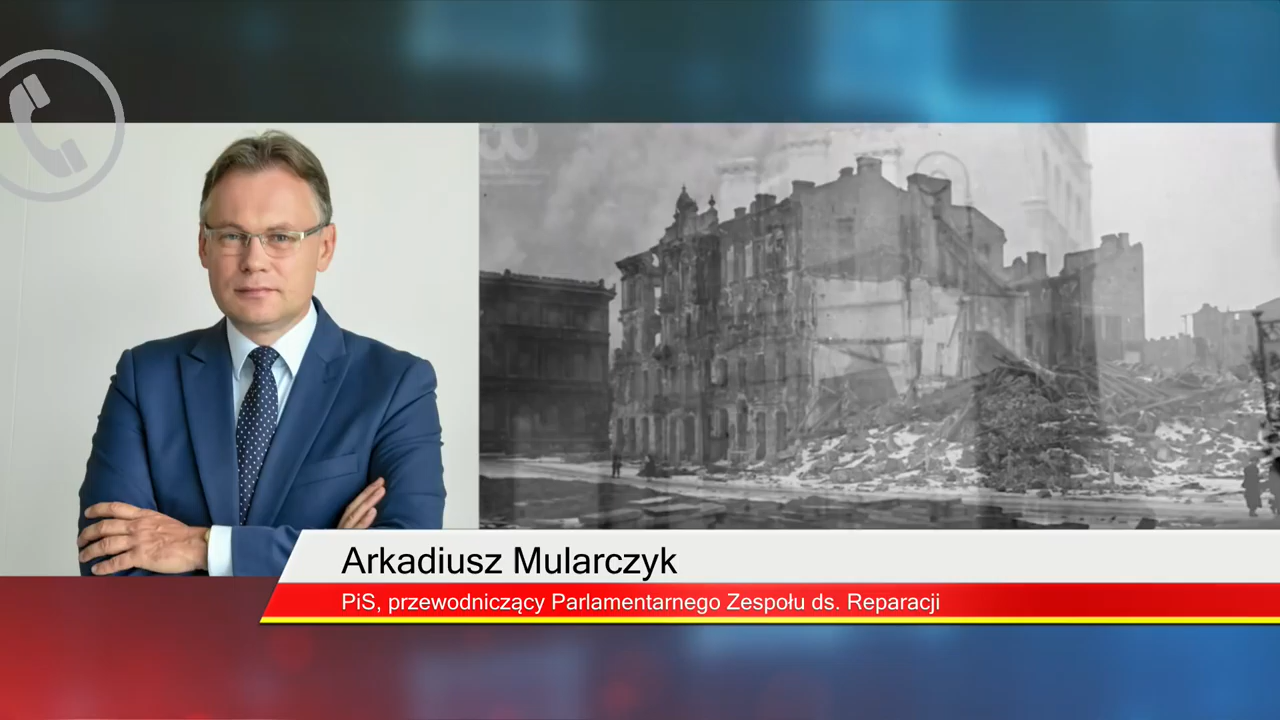 Arkadiusz Mularczyk
PiS, przewodniczący Parlamentarnego Zespołu ds. Reparacji